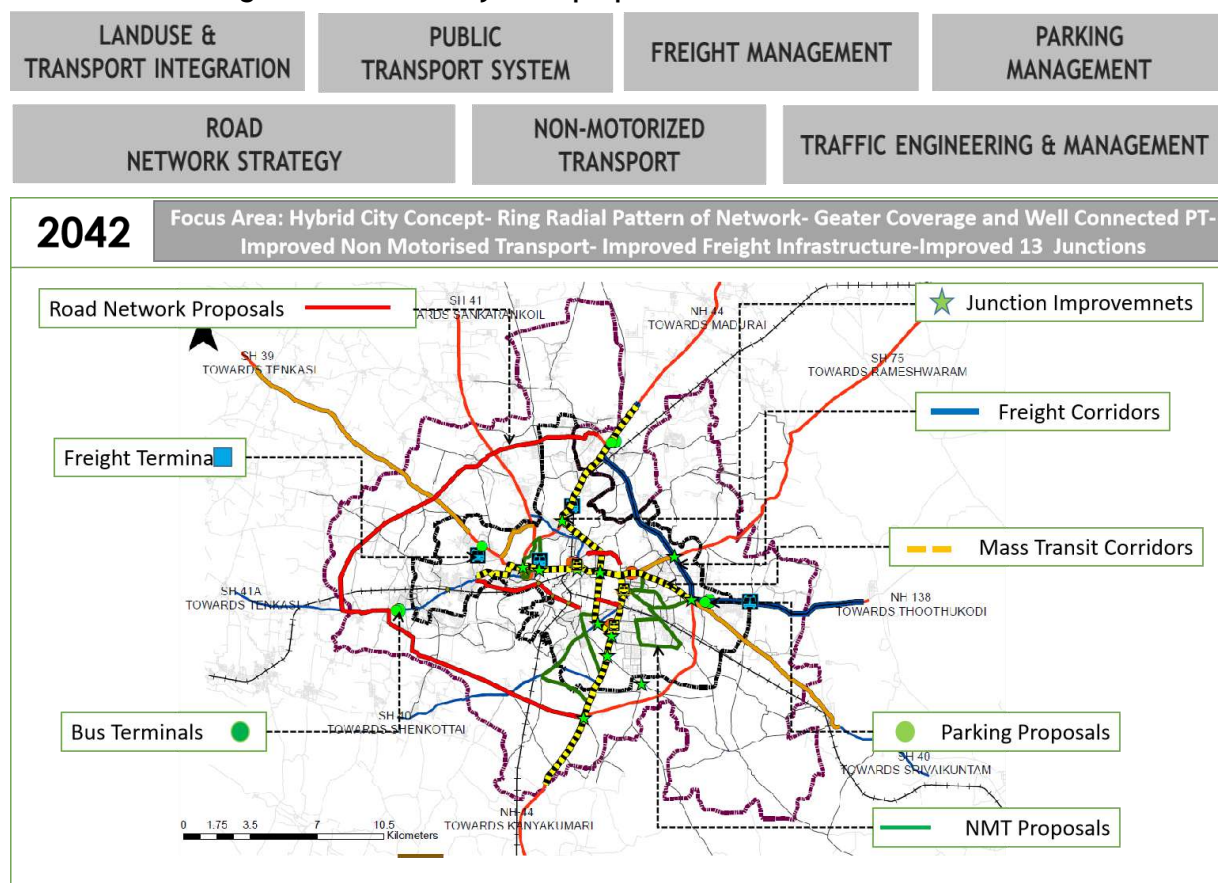 LANDUSE &
TRANSPORT INTEGRATION
PUBLIC
TRANSPORT SYSTEM
FREIGHT MANAGEMENT
PARKING
MANAGEMENT
ROAD
NETWORK STRATEGY
NON-MOTORIZED
TRANSPORT
TRAFFIC ENGINEERING & MANAGEMENT
2042
Focus Area: Hybrid City Concept- Ring Radial Pattern of Network- Geater Coverage and Well Connected PT-
Improved Non Motorised Transport- Improved Freight Infrastructure-Improved 13 Junctions
Road Network Proposals
SH 41
ARDS SANKARANKOIL
NH 44
TOWARDS MADURAI
Junction Improvemnets
SH 39
TOWARDS TENKASI
SH 75
TOWARDS RAMESHWARAM
Freight Corridors
Freight Termina
Mass Transit Corridors
SH 41A
TOWARDS TENKASI
NH 138
TOWARDS THOOTHUKODI
Bus Terminals
SH 40
TOWARDS SHENKOTTAI
Parking Proposals
SH 40
TOWARDS SRIVAIKUNTAM
NH 44
TOWARDS KANYAKUMARI
NMT Proposals
0 1.75 3.5 7 10.5
Kilometers